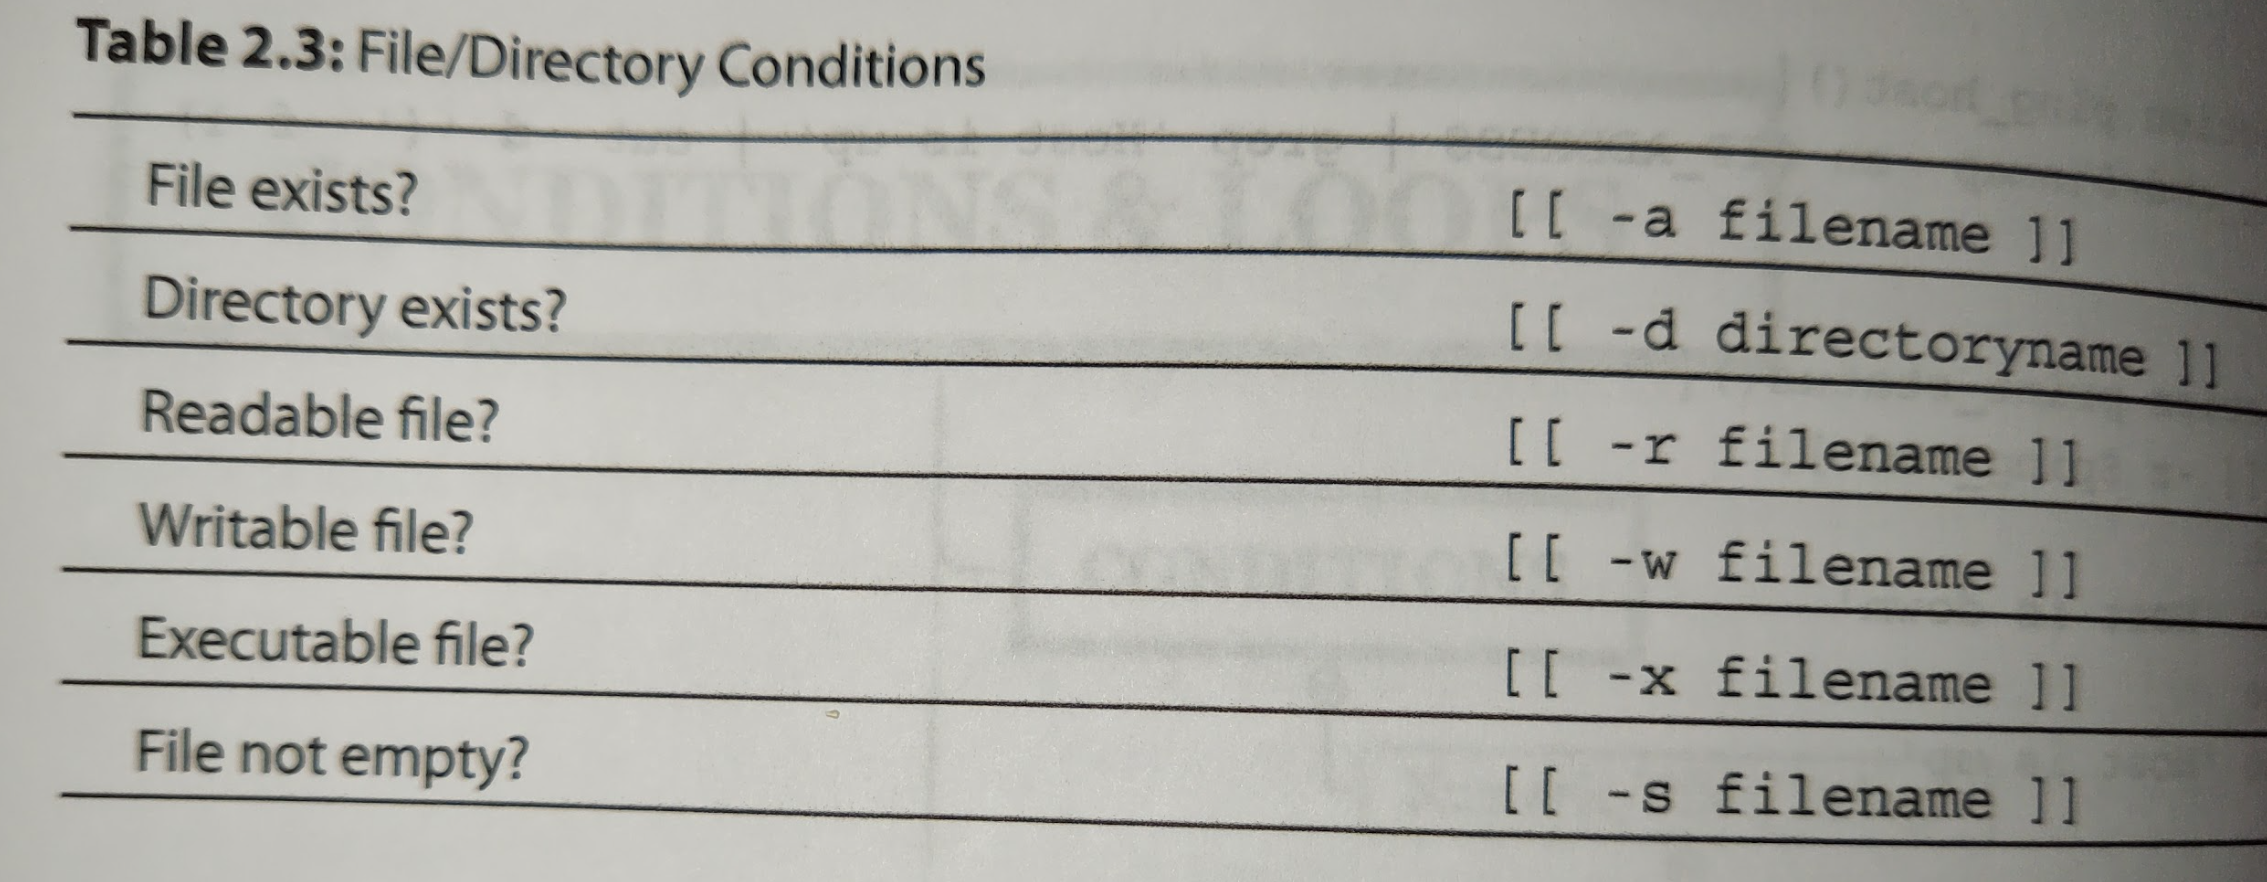 Table 2.3: File/Directory Conditions
File exists? [[ -a filename ]]
Directory exists? [[ -d directoryname ]]
Readable file? [[ -r filename ]]
Writable file? [[ -w filename ]]
Executable file? [[ -x filename ]]
File not empty? [[ -s filename ]]